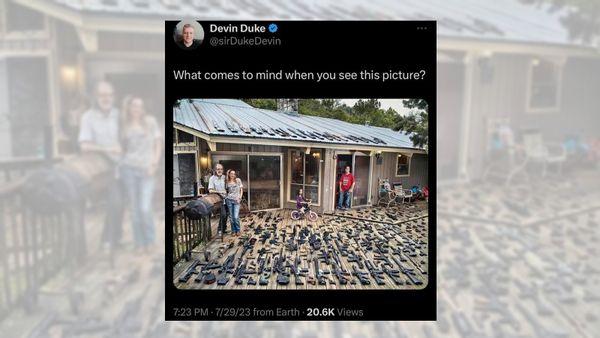 Devin Duke
@sirDukeDevin
What comes to mind when you see this picture?
7:23 PM · 7/29/23 from Earth · 20.6K Views